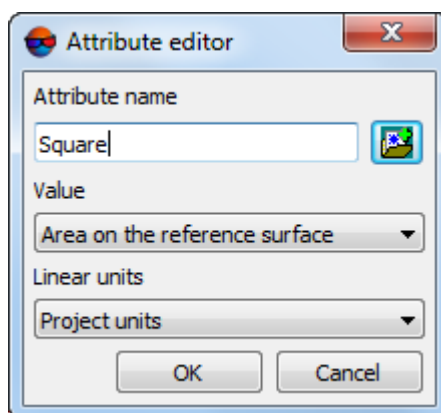 Attribute editor
Attribute name
Square
Value
Area on the reference surface
Linear units
Project units
OK Cancel